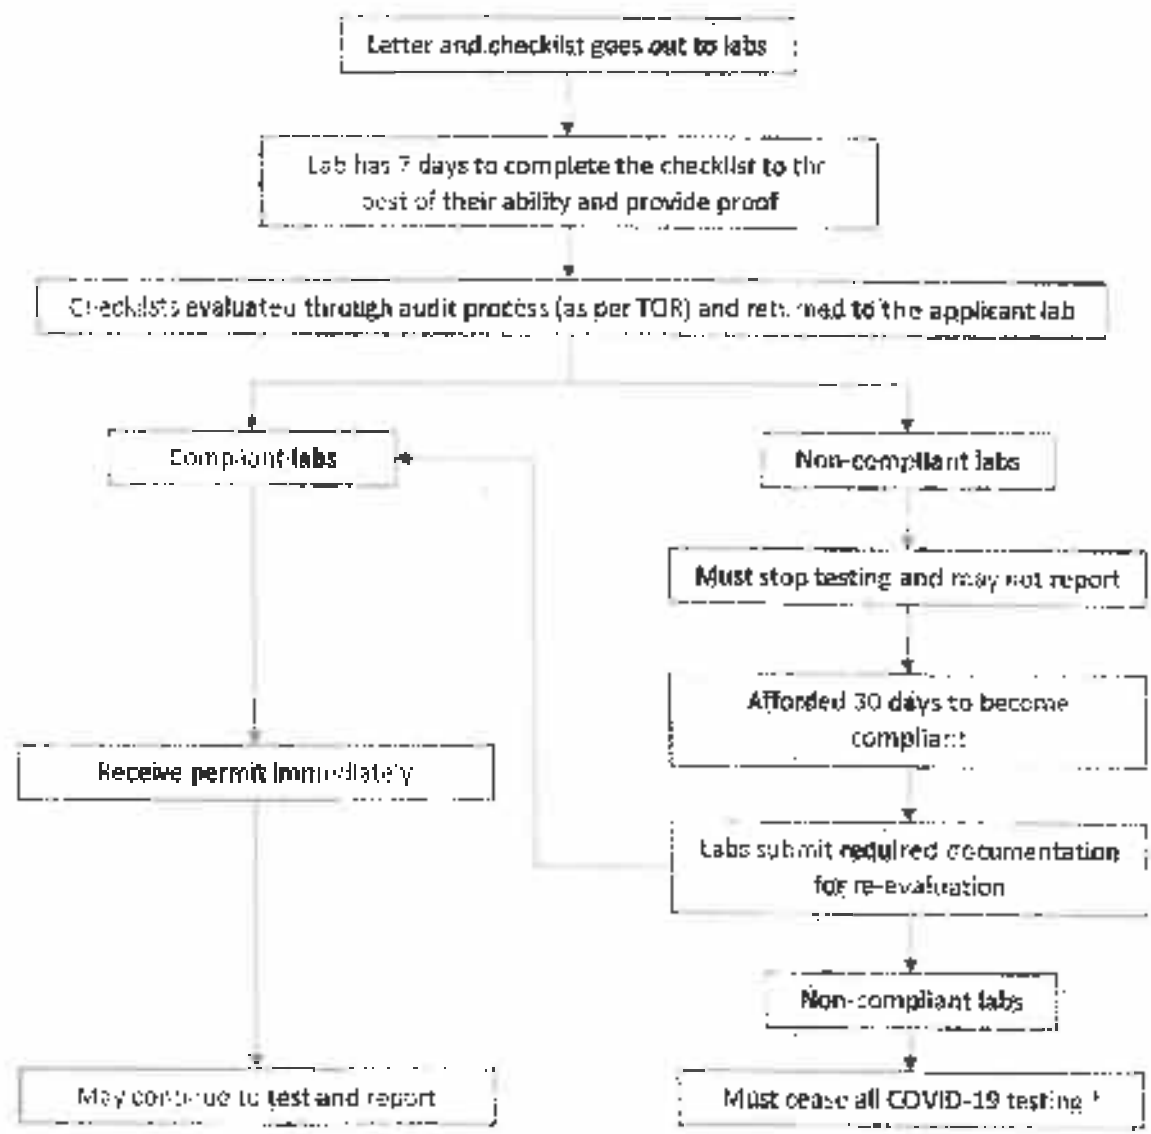 Letter and checklist goes out to labs
Lab has 7 days to complete the checklist to the
best of their ability and provide proof
Checklists evaluated through audit process (as per TOR) and returned to the applicant lab
Compliant labs
Non-compliant labs
Must stop testing and may not report
Afforded 30 days to become
compliant
Receive permit immediately
Labs submit required documentation
for re-evaluation
Non-compliant labs
May continue to test and report
Must cease all COVID-19 testing